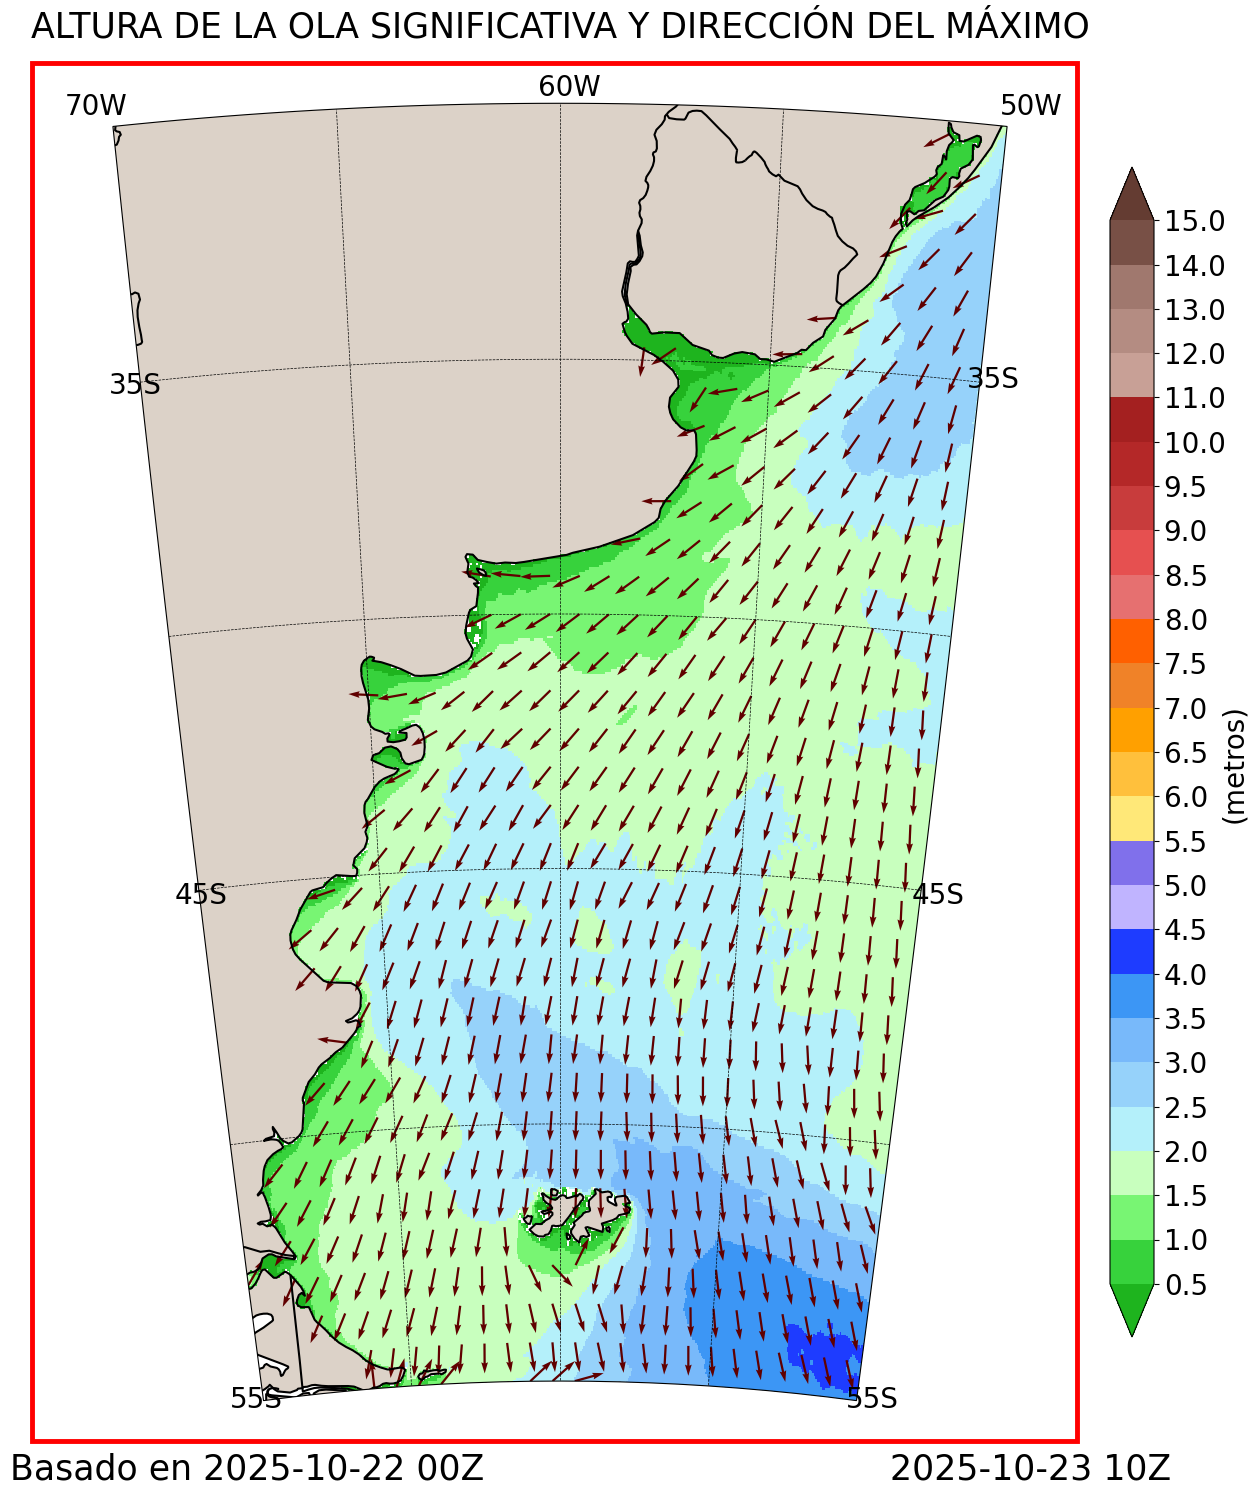 ALTURA DE LA OLA SIGNIFICATIVA Y DIRECCIÓN DEL MÁXIMO
70W
60W
50W
35S
35S
45S
45S
55S
55S
15.0
14.0
13.0
12.0
11.0
10.0
9.5
9.0
8.5
8.0
7.5
7.0
6.5
6.0
5.5
5.0
4.5
4.0
3.5
3.0
2.5
2.0
1.5
1.0
0.5
(metros)
Basado en 2025-10-22 00Z
2025-10-23 10Z